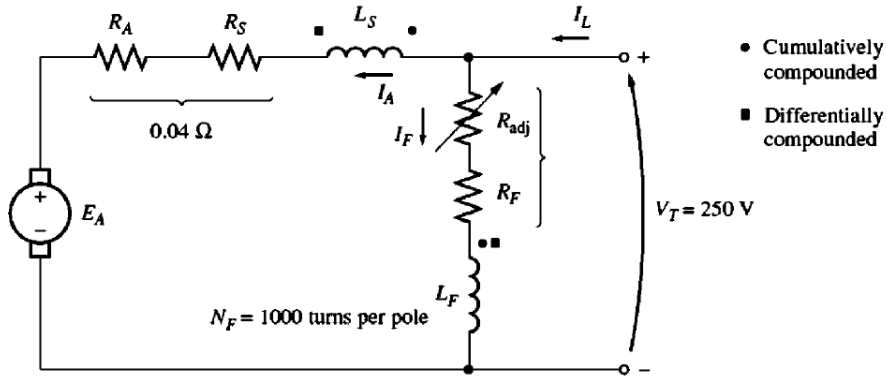 R_A
R_S
L_S
I_L
+
• Cumulatively
compounded
■ Differentially
compounded
I_A
0.04 Ω
I_F
R_adj
R_F
+
−
E_A
V_T = 250 V
L_F
N_F = 1000 turns per pole
−